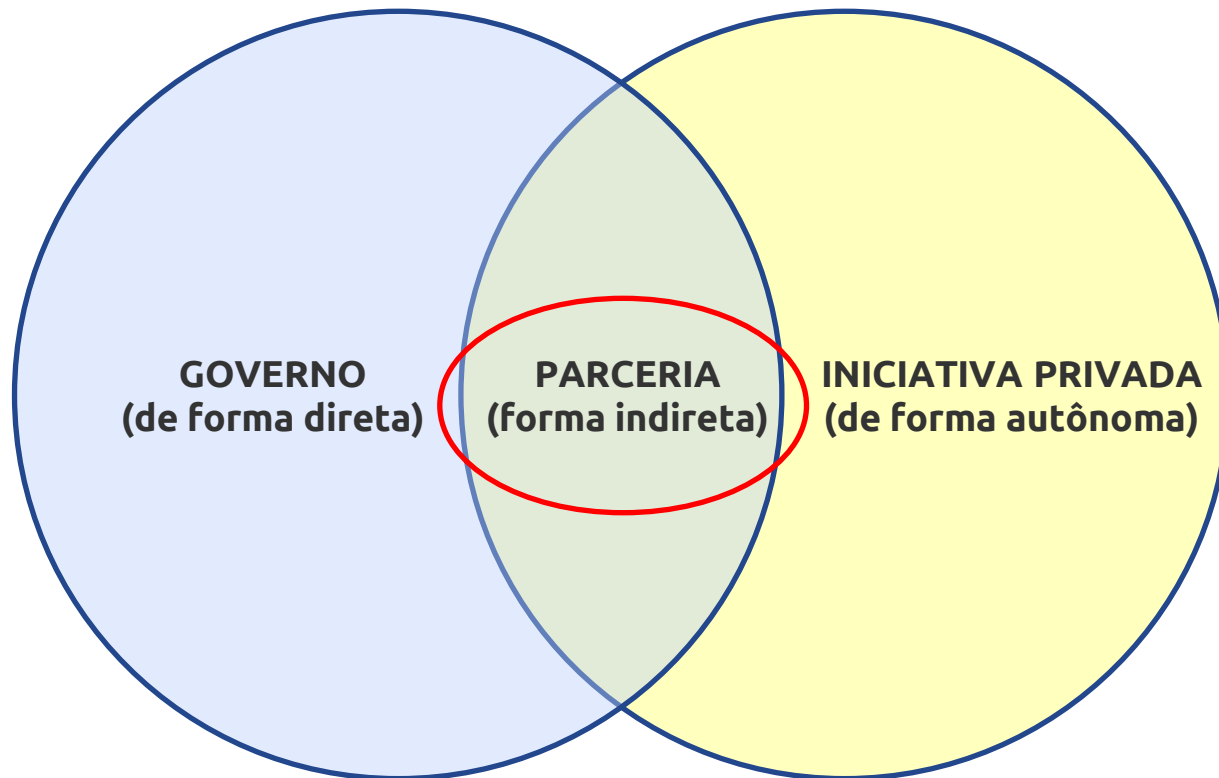 GOVERNO
(de forma direta)
PARCERIA
(forma indireta)
INICIATIVA PRIVADA
(de forma autônoma)